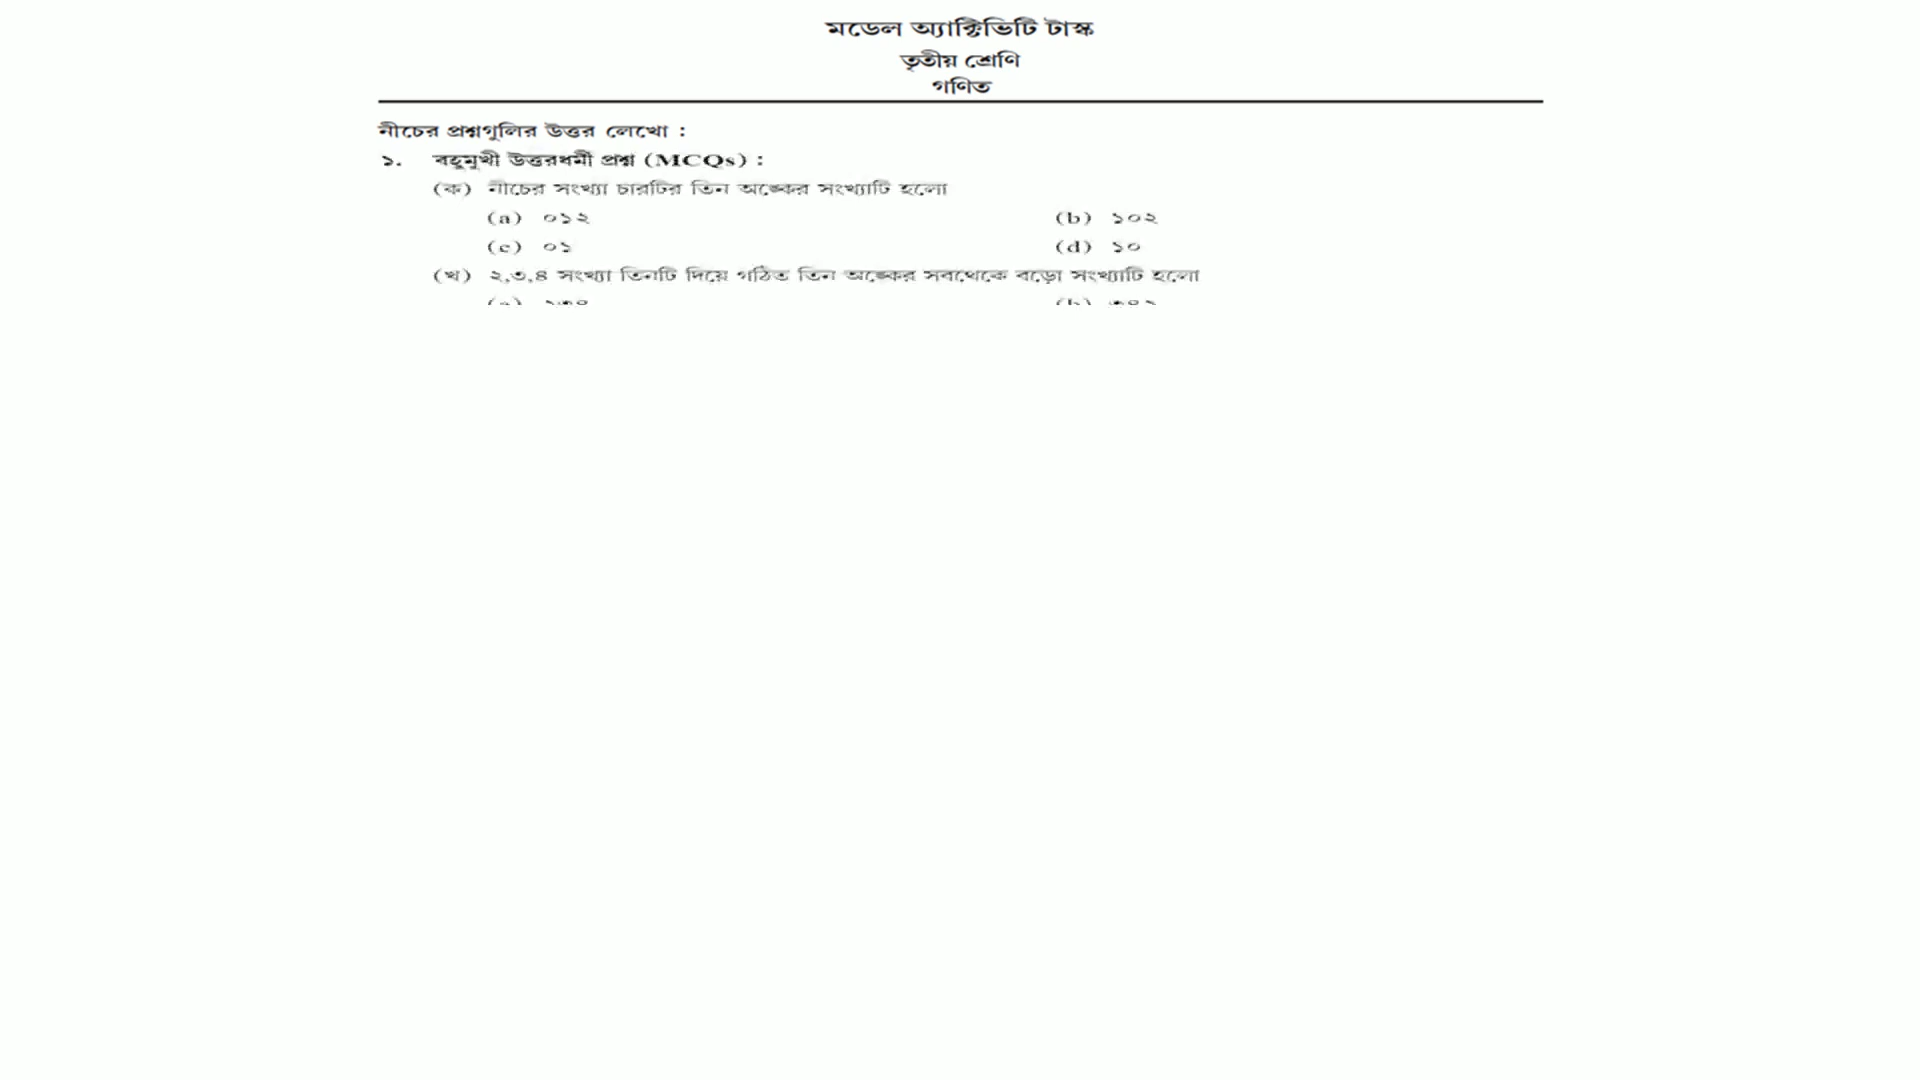 মডেল অ্যাক্টিভিটি টাস্ক
তৃতীয় শ্রেণি
গণিত
নীচের প্রশ্নগুলির উত্তর লেখো :
১. বহুমুখী উত্তরধর্মী প্রশ্ন (MCQs) :
(ক) নীচের সংখ্যা চারটির তিন অঙ্কের সংখ্যাটি হলো
(a) ০১২ (b) ১০২
(c) ০১ (d) ১০
(খ) ২,৩,৪ সংখ্যা তিনটি দিয়ে গঠিত তিন অঙ্কের সবথেকে বড়ো সংখ্যাটি হলো